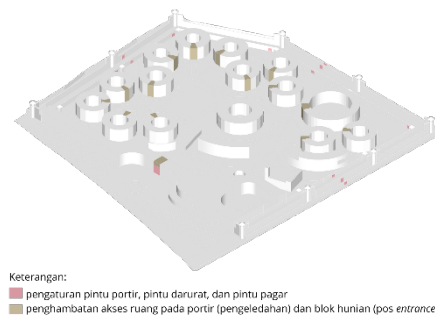 Keterangan:
pengaturan pintu portir, pintu darurat, dan pintu pagar
penghambatan akses ruang pada portir (pengeledahan) dan blok hunian (pos entrance